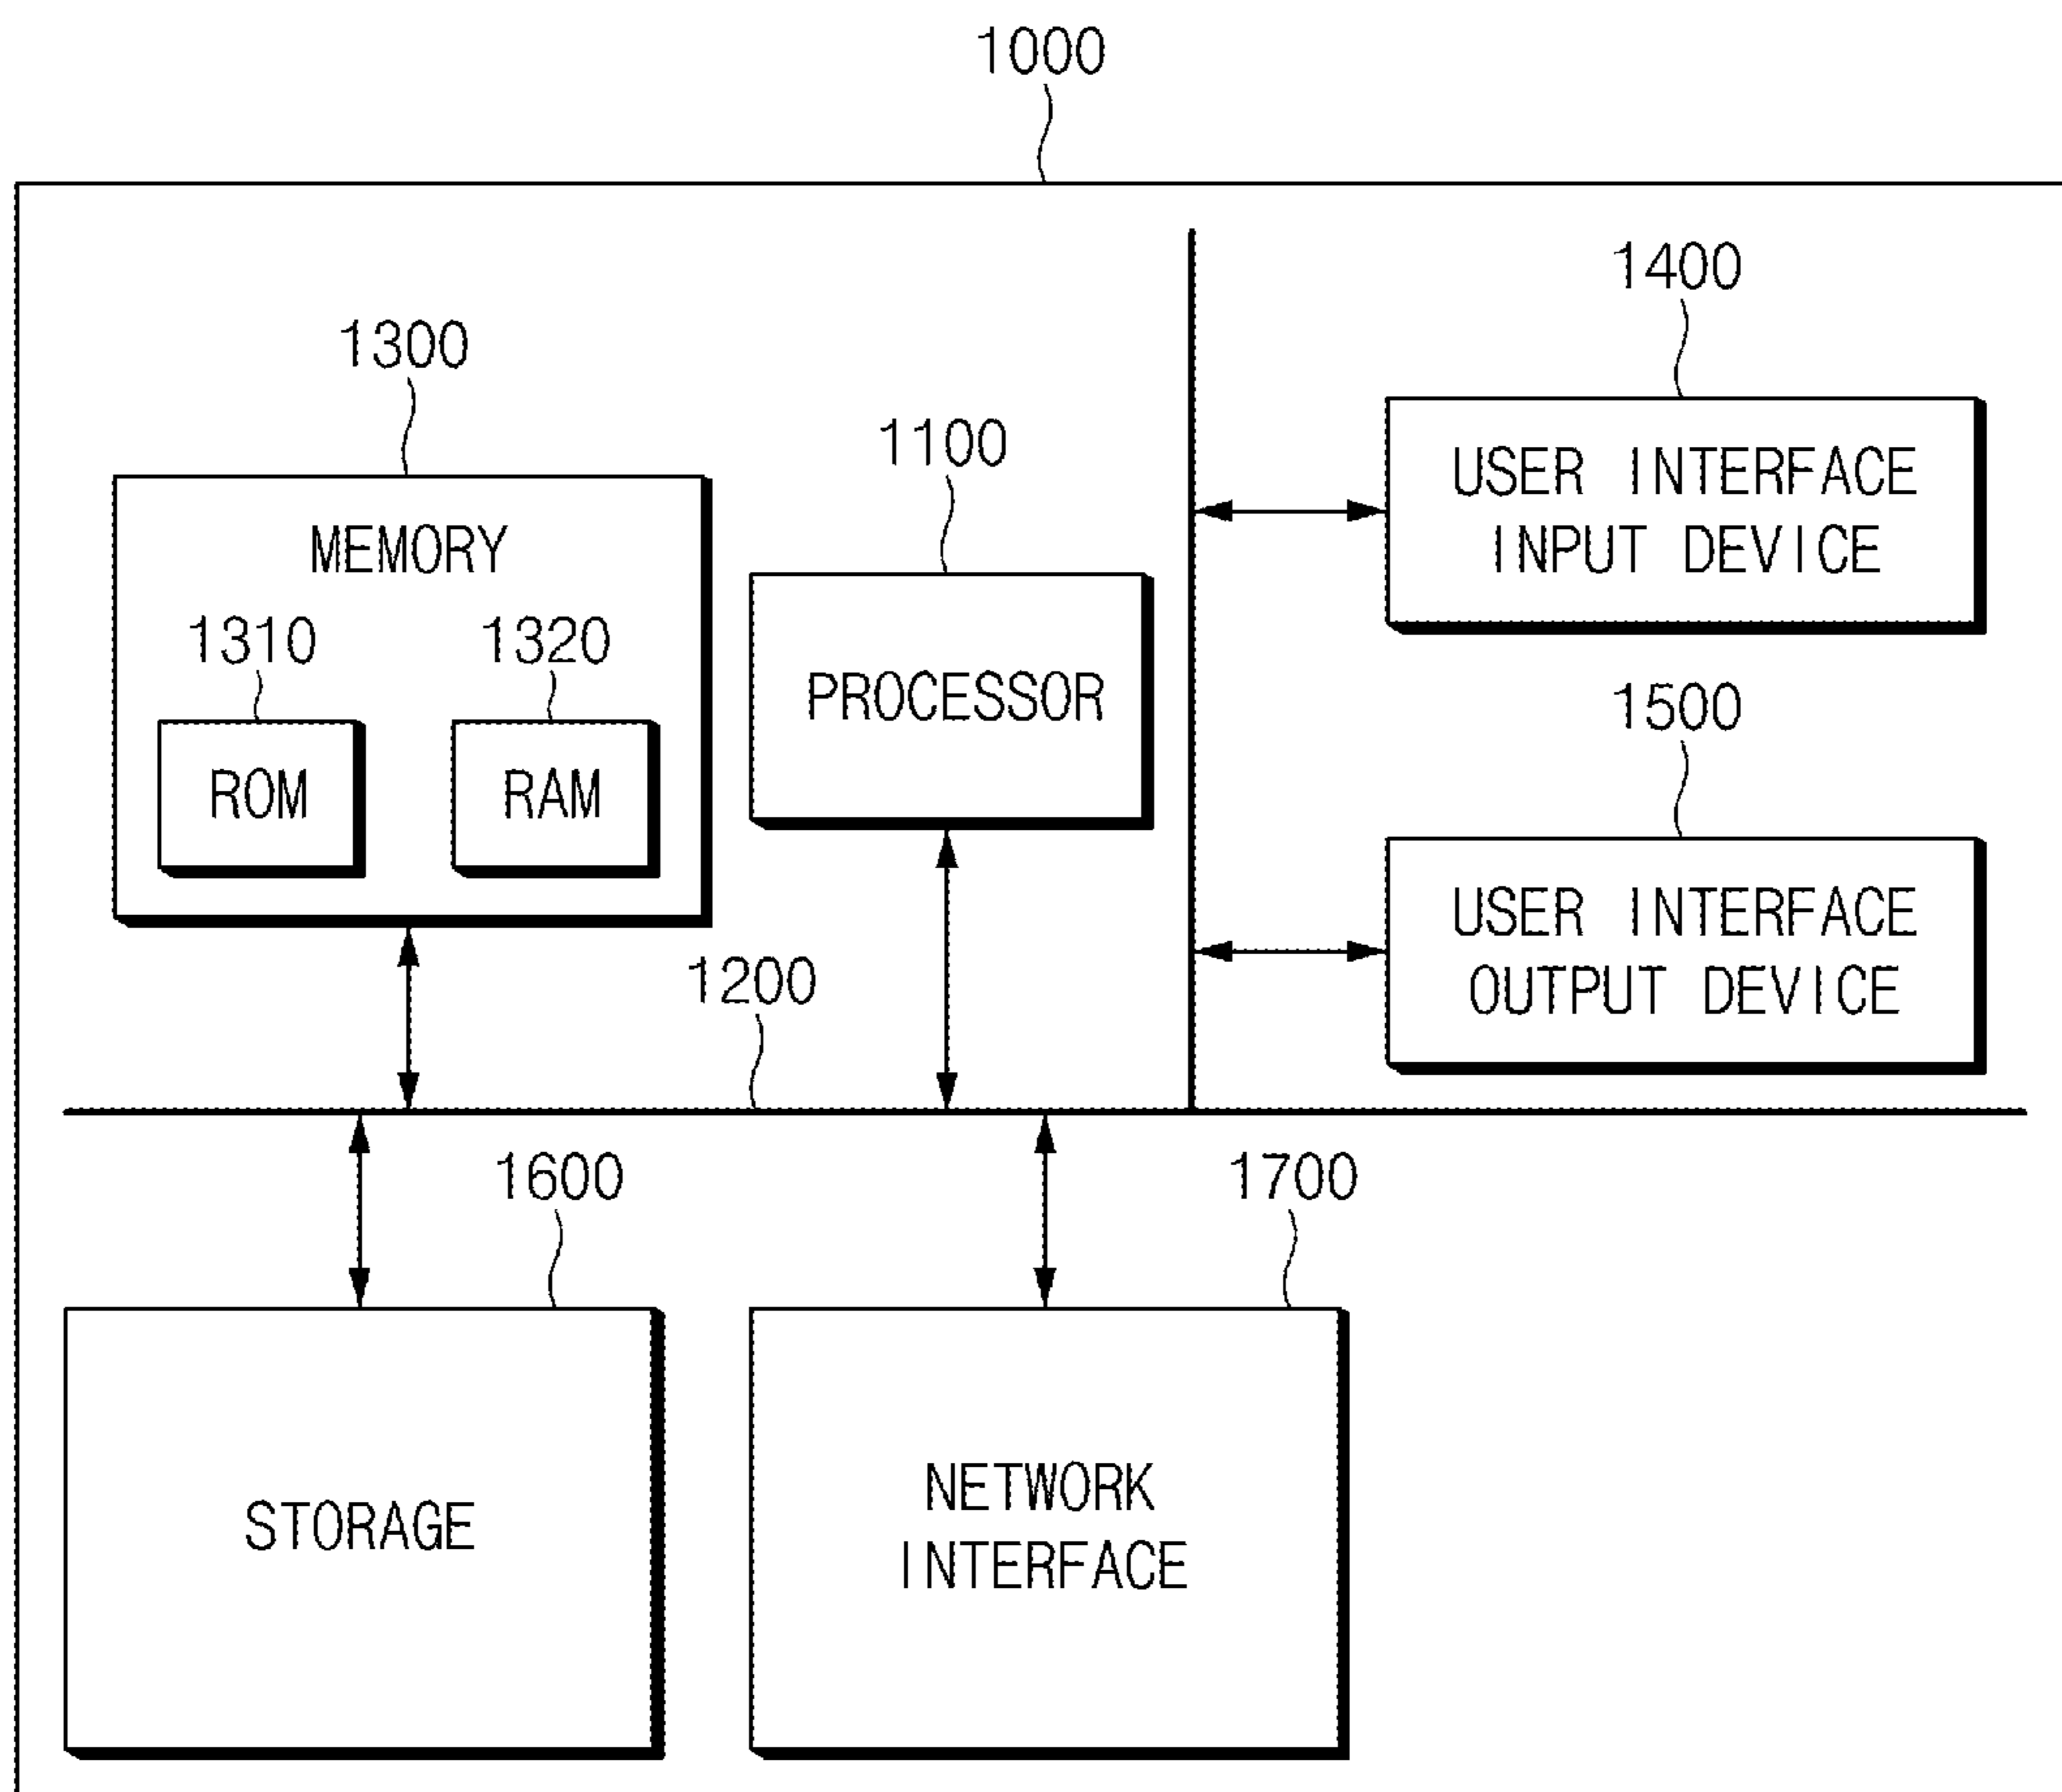 1000
1400
1300
1100
USER INTERFACE
INPUT DEVICE
MEMORY
1310
1320
PROCESSOR
1500
ROM
RAM
USER INTERFACE
OUTPUT DEVICE
1200
1600
1700
STORAGE
NETWORK
INTERFACE